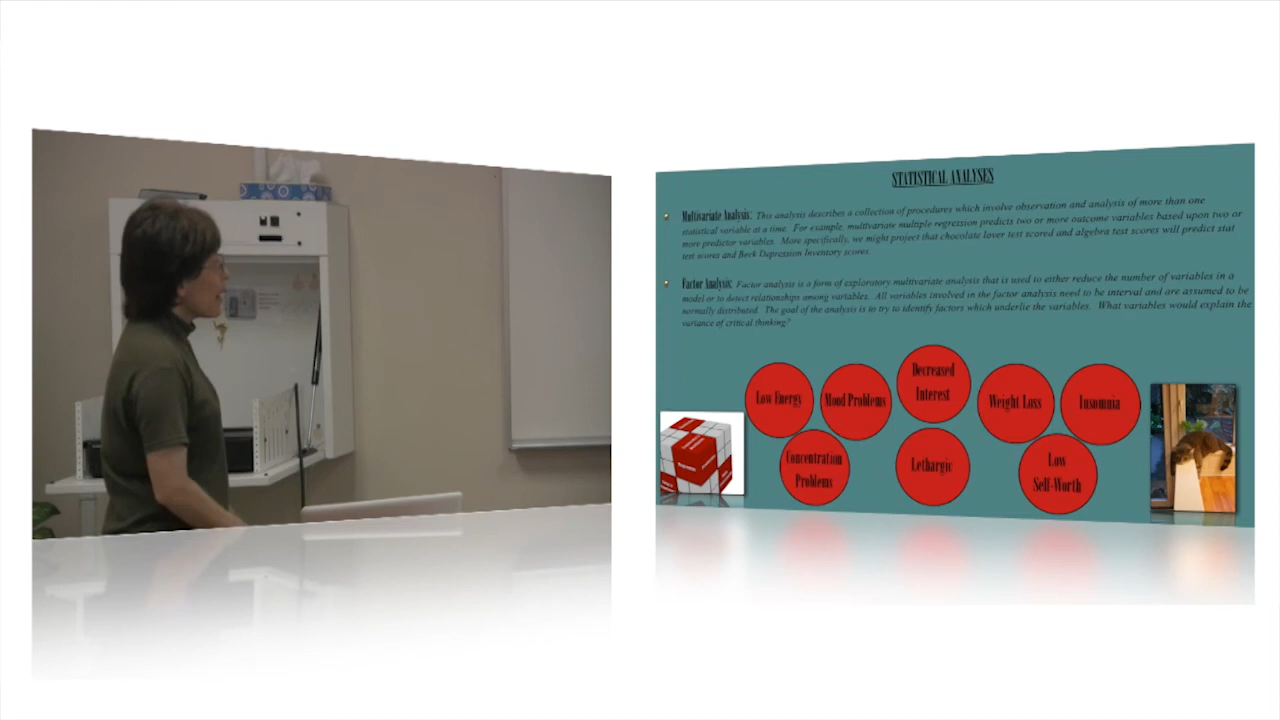 STATISTICAL ANALYSES
Multivariate Analysis: This analysis describes a collection of procedures which involve observation and analysis of more than one
statistical variable at a time. For example, multivariate multiple regression predicts two or more outcome variables based upon two or
more predictor variables. More specifically, we might project that chocolate lover test scored and algebra test scores will predict stat
test scores and Beck Depression Inventory scores.
Factor Analysis: Factor analysis is a form of exploratory multivariate analysis that is used to either reduce the number of variables in a
model or to detect relationships among variables. All variables involved in the factor analysis need to be interval and are assumed to be
normally distributed. The goal of the analysis is to try to identify factors which underlie the variables. What variables would explain the
variance of critical thinking?
Low Energy
Mood Problems
Decreased
Interest
Weight Loss
Insomnia
Concentration
Problems
Lethargic
Low
Self-Worth